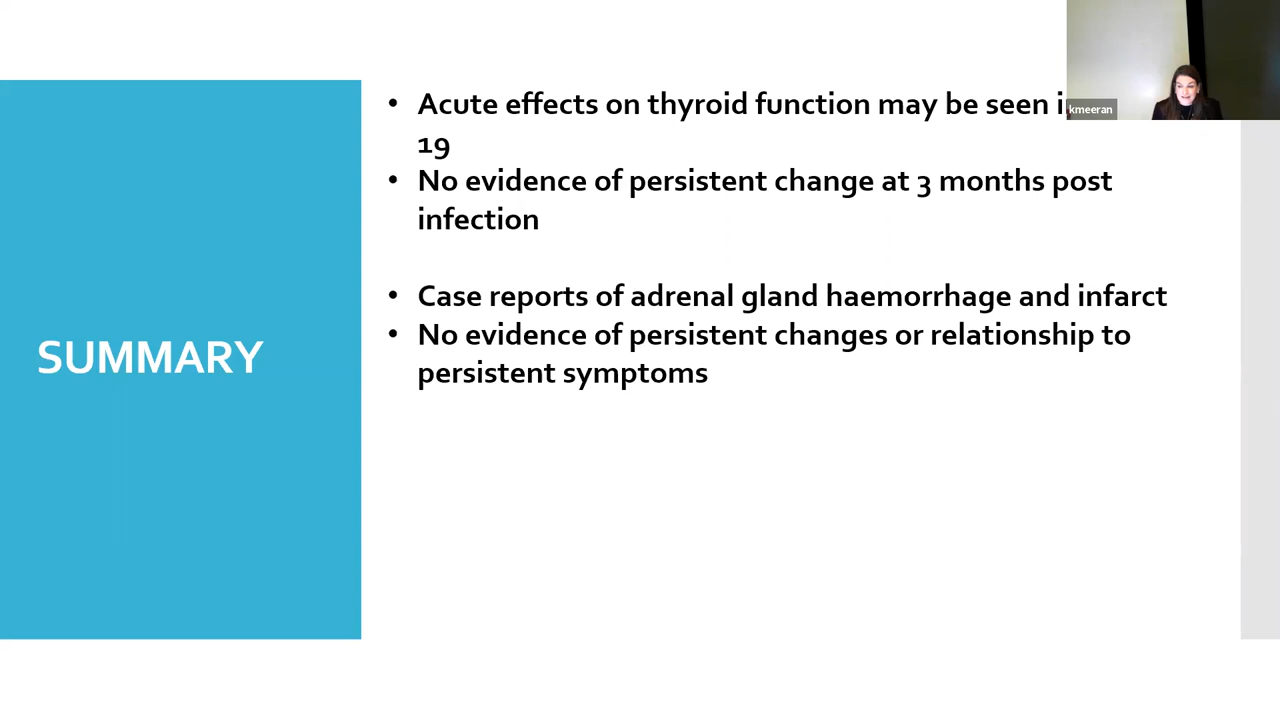 • Acute effects on thyroid function may be seen
19
• No evidence of persistent change at 3 months post
infection
• Case reports of adrenal gland haemorrhage and infarct
• No evidence of persistent changes or relationship to
persistent symptoms
SUMMARY
kmeeran